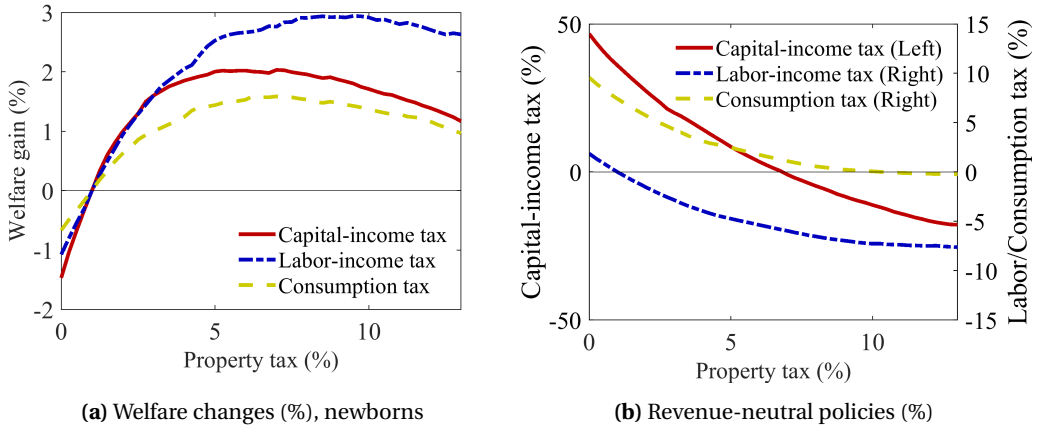 3
2
1
0
-1
-2
Welfare gain (%)
Capital-income tax
Labor-income tax
Consumption tax
0
5
10
Property tax (%)
(a) Welfare changes (%), newborns
50
0
-50
Capital-income tax (%)
Capital-income tax (Left)
Labor-income tax (Right)
Consumption tax (Right)
15
10
5
0
-5
-10
-15
Labor/Consumption tax (%)
0
5
10
Property tax (%)
(b) Revenue-neutral policies (%)